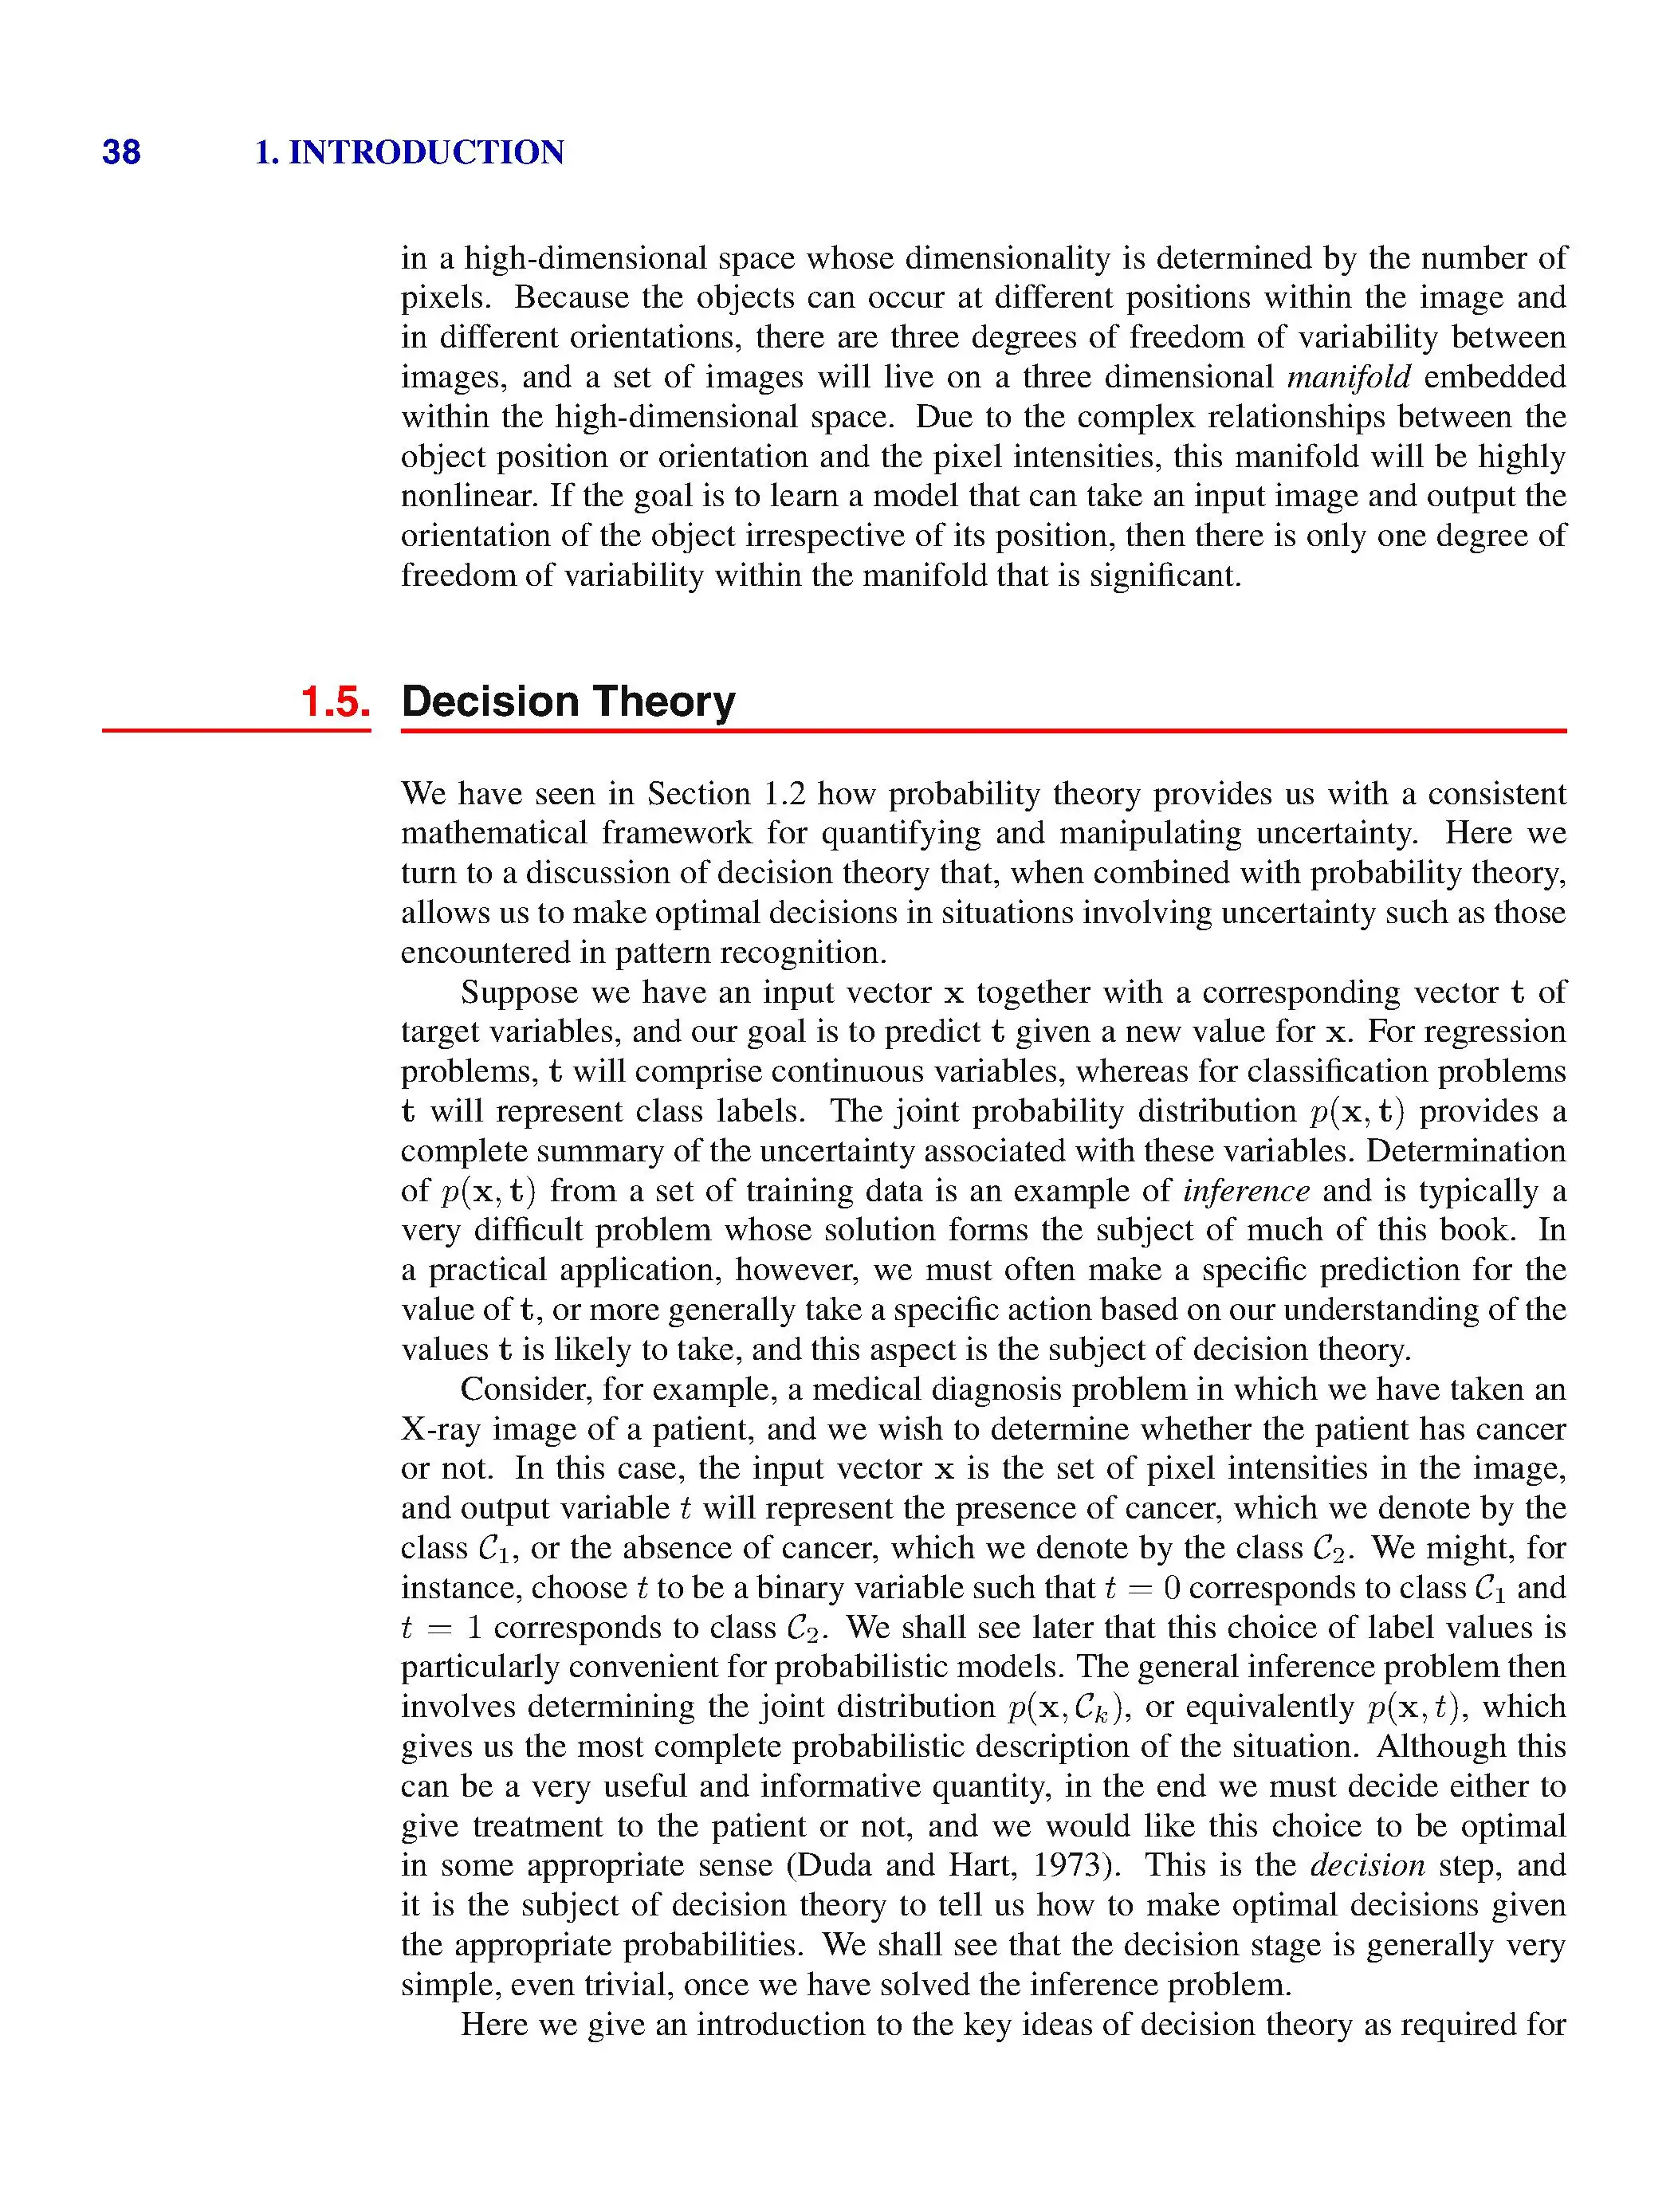 38 1. INTRODUCTION
in a high-dimensional space whose dimensionality is determined by the number of
pixels. Because the objects can occur at different positions within the image and
in different orientations, there are three degrees of freedom of variability between
images, and a set of images will live on a three dimensional manifold embedded
within the high-dimensional space. Due to the complex relationships between the
object position or orientation and the pixel intensities, this manifold will be highly
nonlinear. If the goal is to learn a model that can take an input image and output the
orientation of the object irrespective of its position, then there is only one degree of
freedom of variability within the manifold that is significant.
1.5. Decision Theory
We have seen in Section 1.2 how probability theory provides us with a consistent
mathematical framework for quantifying and manipulating uncertainty. Here we
turn to a discussion of decision theory that, when combined with probability theory,
allows us to make optimal decisions in situations involving uncertainty such as those
encountered in pattern recognition.
Suppose we have an input vector x together with a corresponding vector t of
target variables, and our goal is to predict t given a new value for x. For regression
problems, t will comprise continuous variables, whereas for classification problems
t will represent class labels. The joint probability distribution p(x, t) provides a
complete summary of the uncertainty associated with these variables. Determination
of p(x, t) from a set of training data is an example of inference and is typically a
very difficult problem whose solution forms the subject of much of this book. In
a practical application, however, we must often make a specific prediction for the
value of t, or more generally take a specific action based on our understanding of the
values t is likely to take, and this aspect is the subject of decision theory.
Consider, for example, a medical diagnosis problem in which we have taken an
X-ray image of a patient, and we wish to determine whether the patient has cancer
or not. In this case, the input vector x is the set of pixel intensities in the image,
and output variable t will represent the presence of cancer, which we denote by the
class C₁, or the absence of cancer, which we denote by the class C₂. We might, for
instance, choose t to be a binary variable such that t = 0 corresponds to class C₁ and
t = 1 corresponds to class C₂. We shall see later that this choice of label values is
particularly convenient for probabilistic models. The general inference problem then
involves determining the joint distribution p(x, Cₖ), or equivalently p(x, t), which
gives us the most complete probabilistic description of the situation. Although this
can be a very useful and informative quantity, in the end we must decide either to
give treatment to the patient or not, and we would like this choice to be optimal
in some appropriate sense (Duda and Hart, 1973). This is the decision step, and
it is the subject of decision theory to tell us how to make optimal decisions given
the appropriate probabilities. We shall see that the decision stage is generally very
simple, even trivial, once we have solved the inference problem.
Here we give an introduction to the key ideas of decision theory as required for